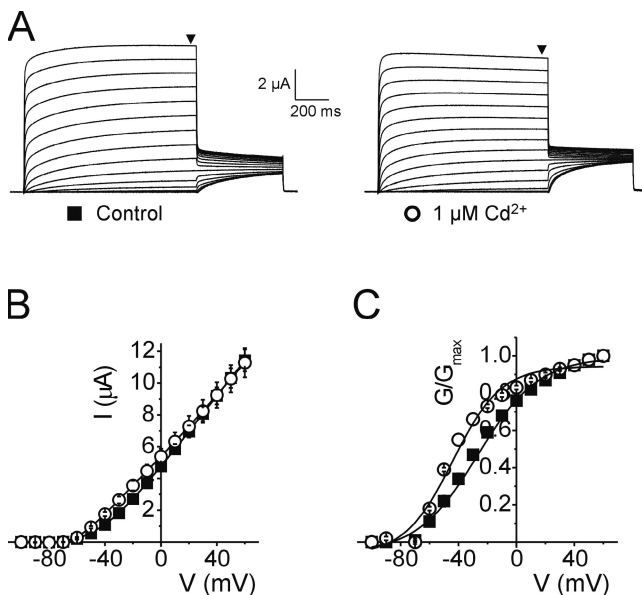 A
2 µA
200 ms
■ Control
○ 1 µM Cd²⁺
B
I (µA)
12
10
8
6
4
2
-80 -40 0 40
V (mV)
C
G/Gmax
1.0
0.8
0.6
0.4
0.2
-80 -40 0 40
V (mV)